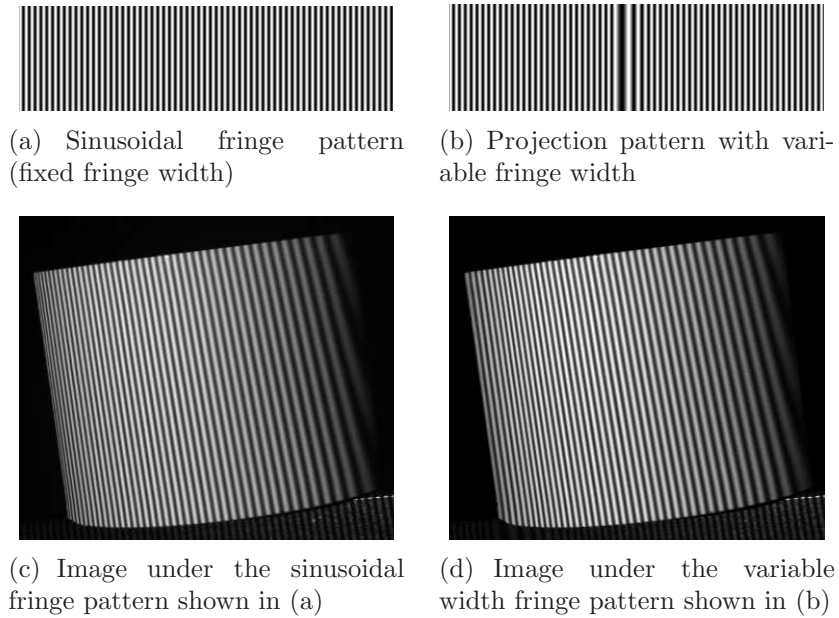 (a) Sinusoidal fringe pattern
(fixed fringe width)
(b) Projection pattern with vari-
able fringe width
(c) Image under the sinusoidal
fringe pattern shown in (a)
(d) Image under the variable
width fringe pattern shown in (b)